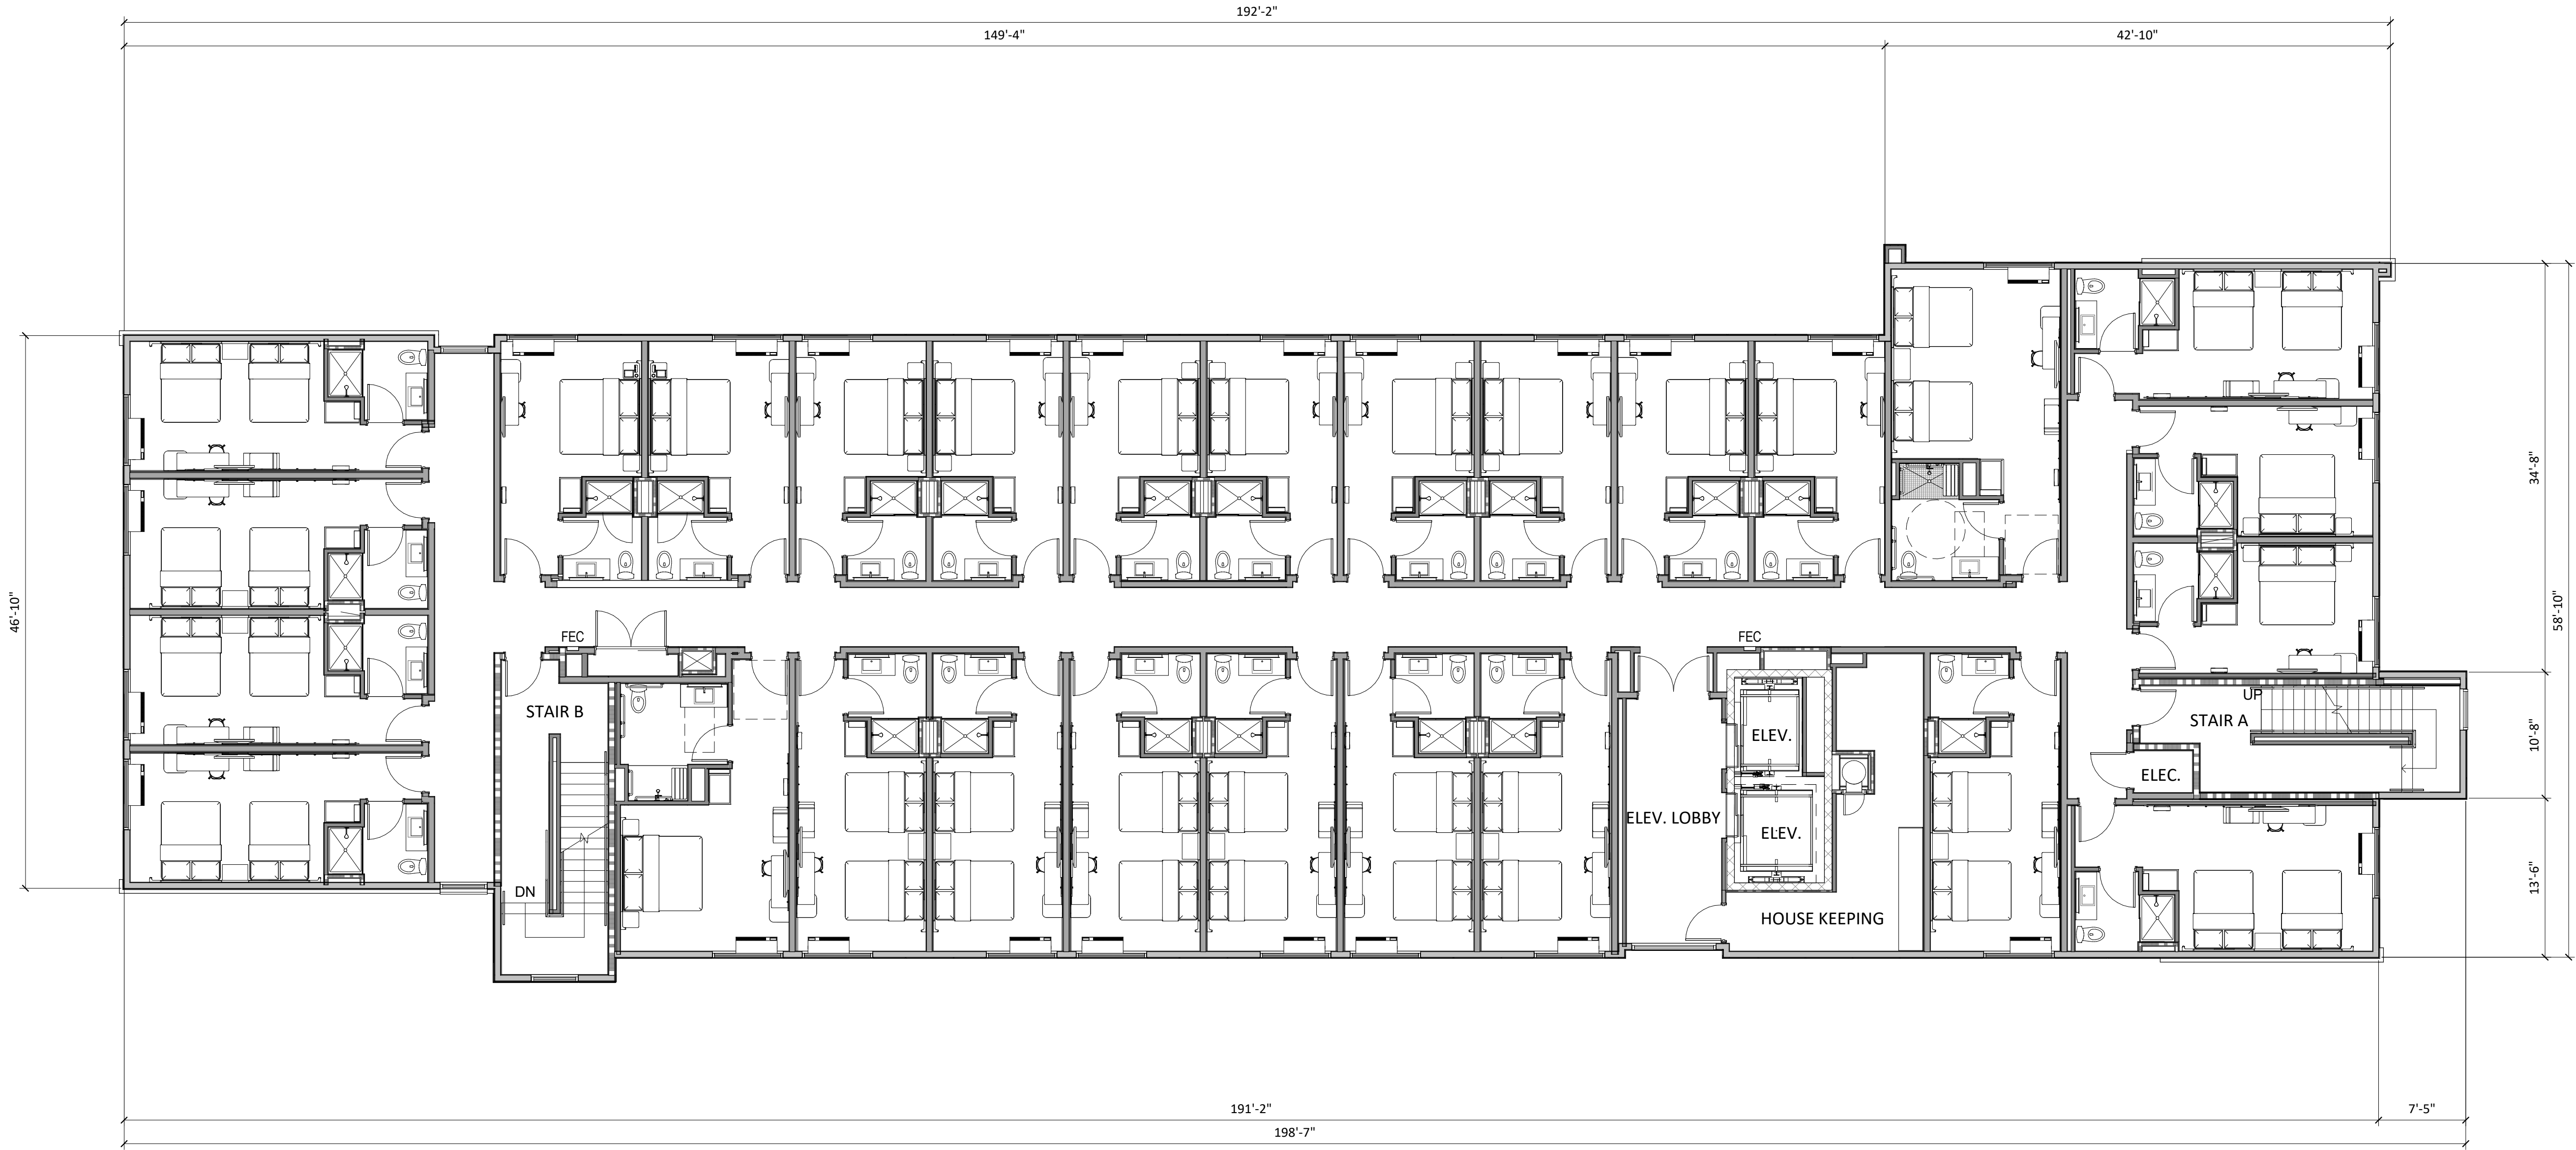 192'-2"
149'-4"
42'-10"
46'-10"
34'-8"
58'-10"
FEC
FEC
UP
STAIR B
STAIR A
10'-8"
ELEV.
ELEC.
ELEV. LOBBY
ELEV.
DN
13'-6"
HOUSE KEEPING
191'-2"
7'-5"
198'-7"